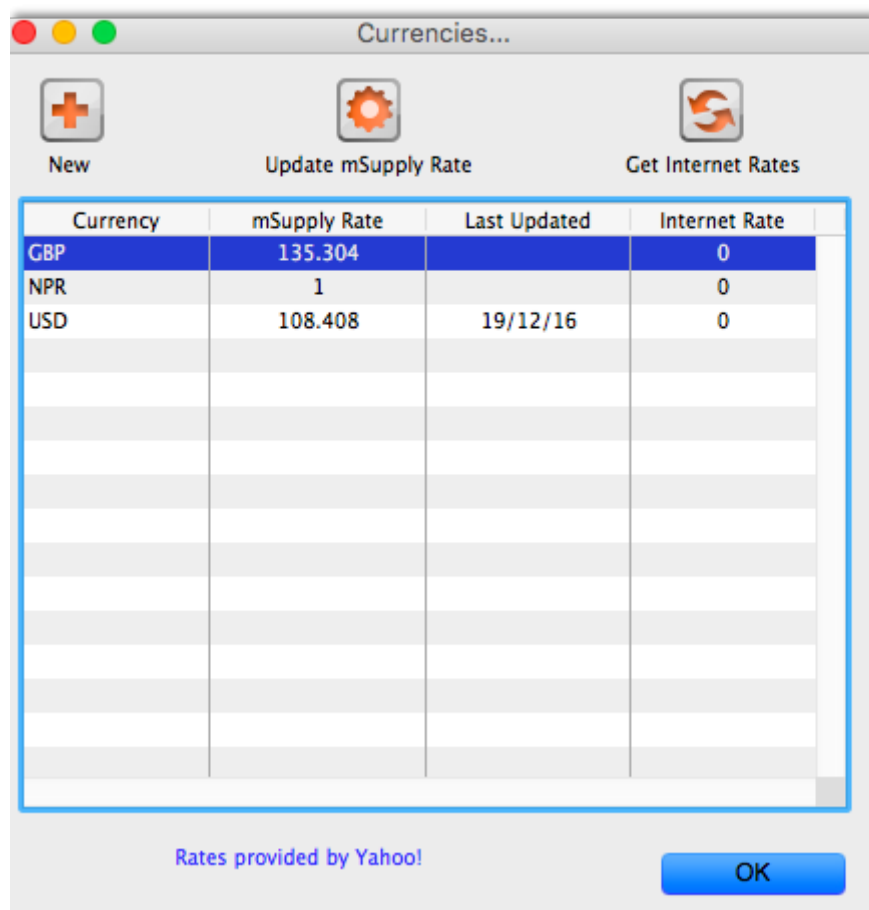 Currencies...
New Update mSupply Rate Get Internet Rates
Currency mSupply Rate Last Updated Internet Rate
GBP 135.304 0
NPR 1 0
USD 108.408 19/12/16 0
Rates provided by Yahoo!
OK